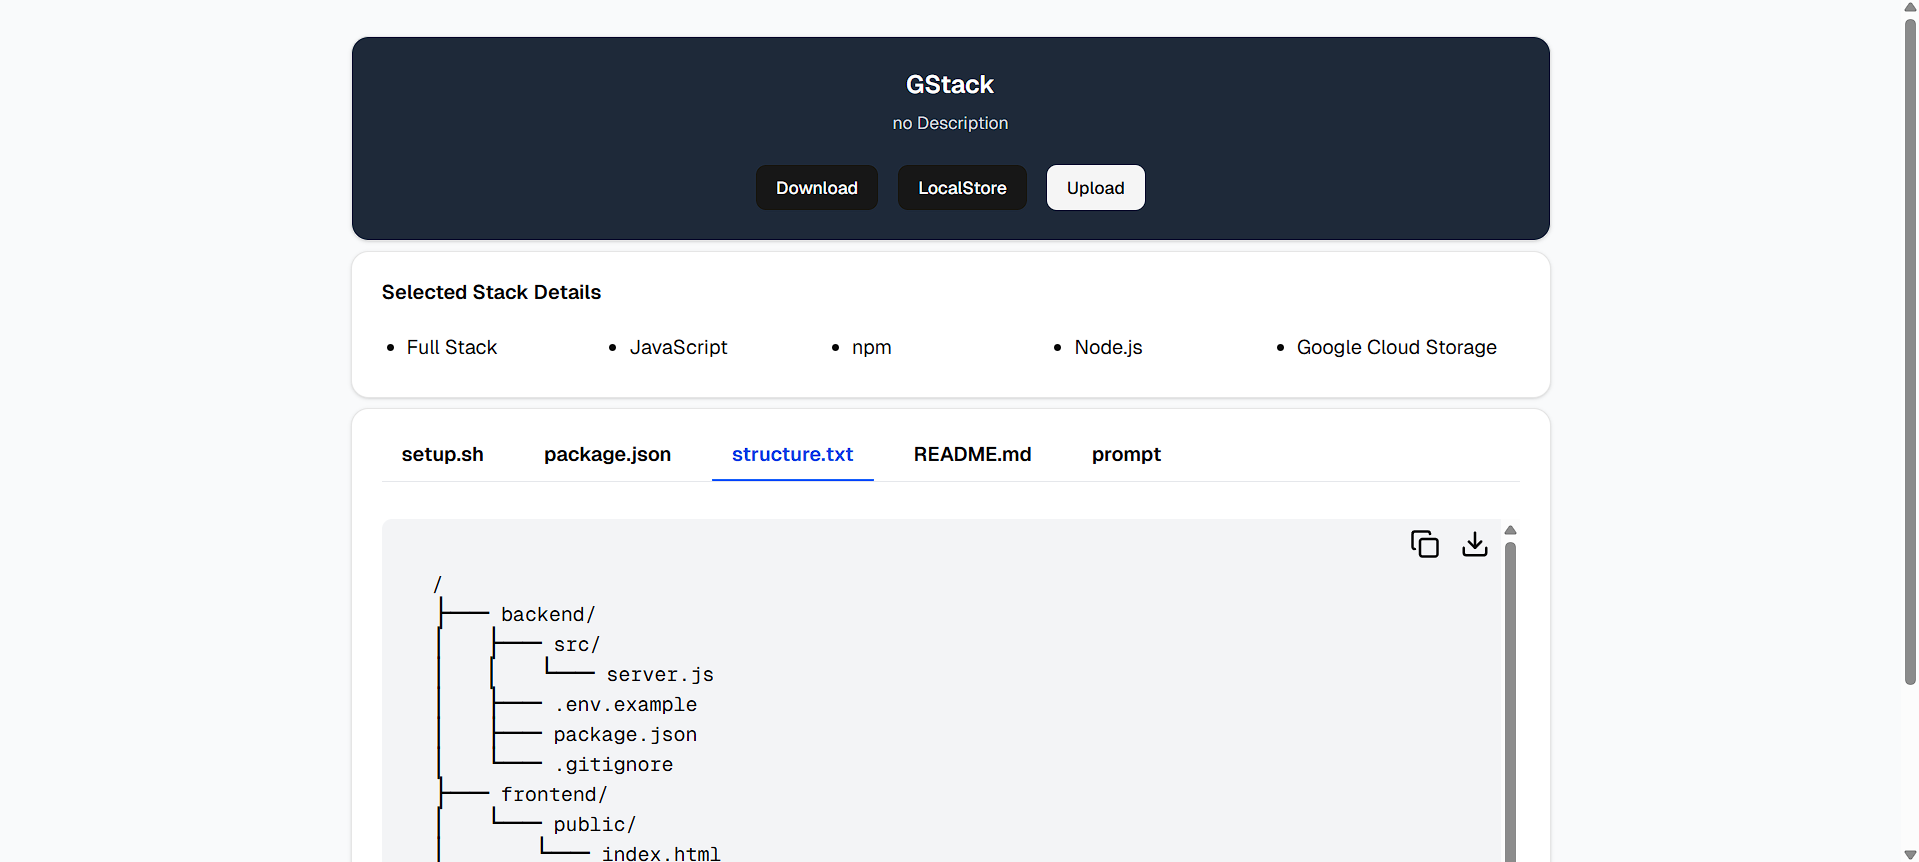 GStack
no Description
Download LocalStore Upload
Selected Stack Details
• Full Stack • JavaScript • npm • Node.js • Google Cloud Storage
setup.sh package.json structure.txt README.md prompt
/
├── backend/
│   ├── src/
│   │   └── server.js
│   ├── .env.example
│   ├── package.json
│   └── .gitignore
├── frontend/
│   └── public/
│       └── index.html